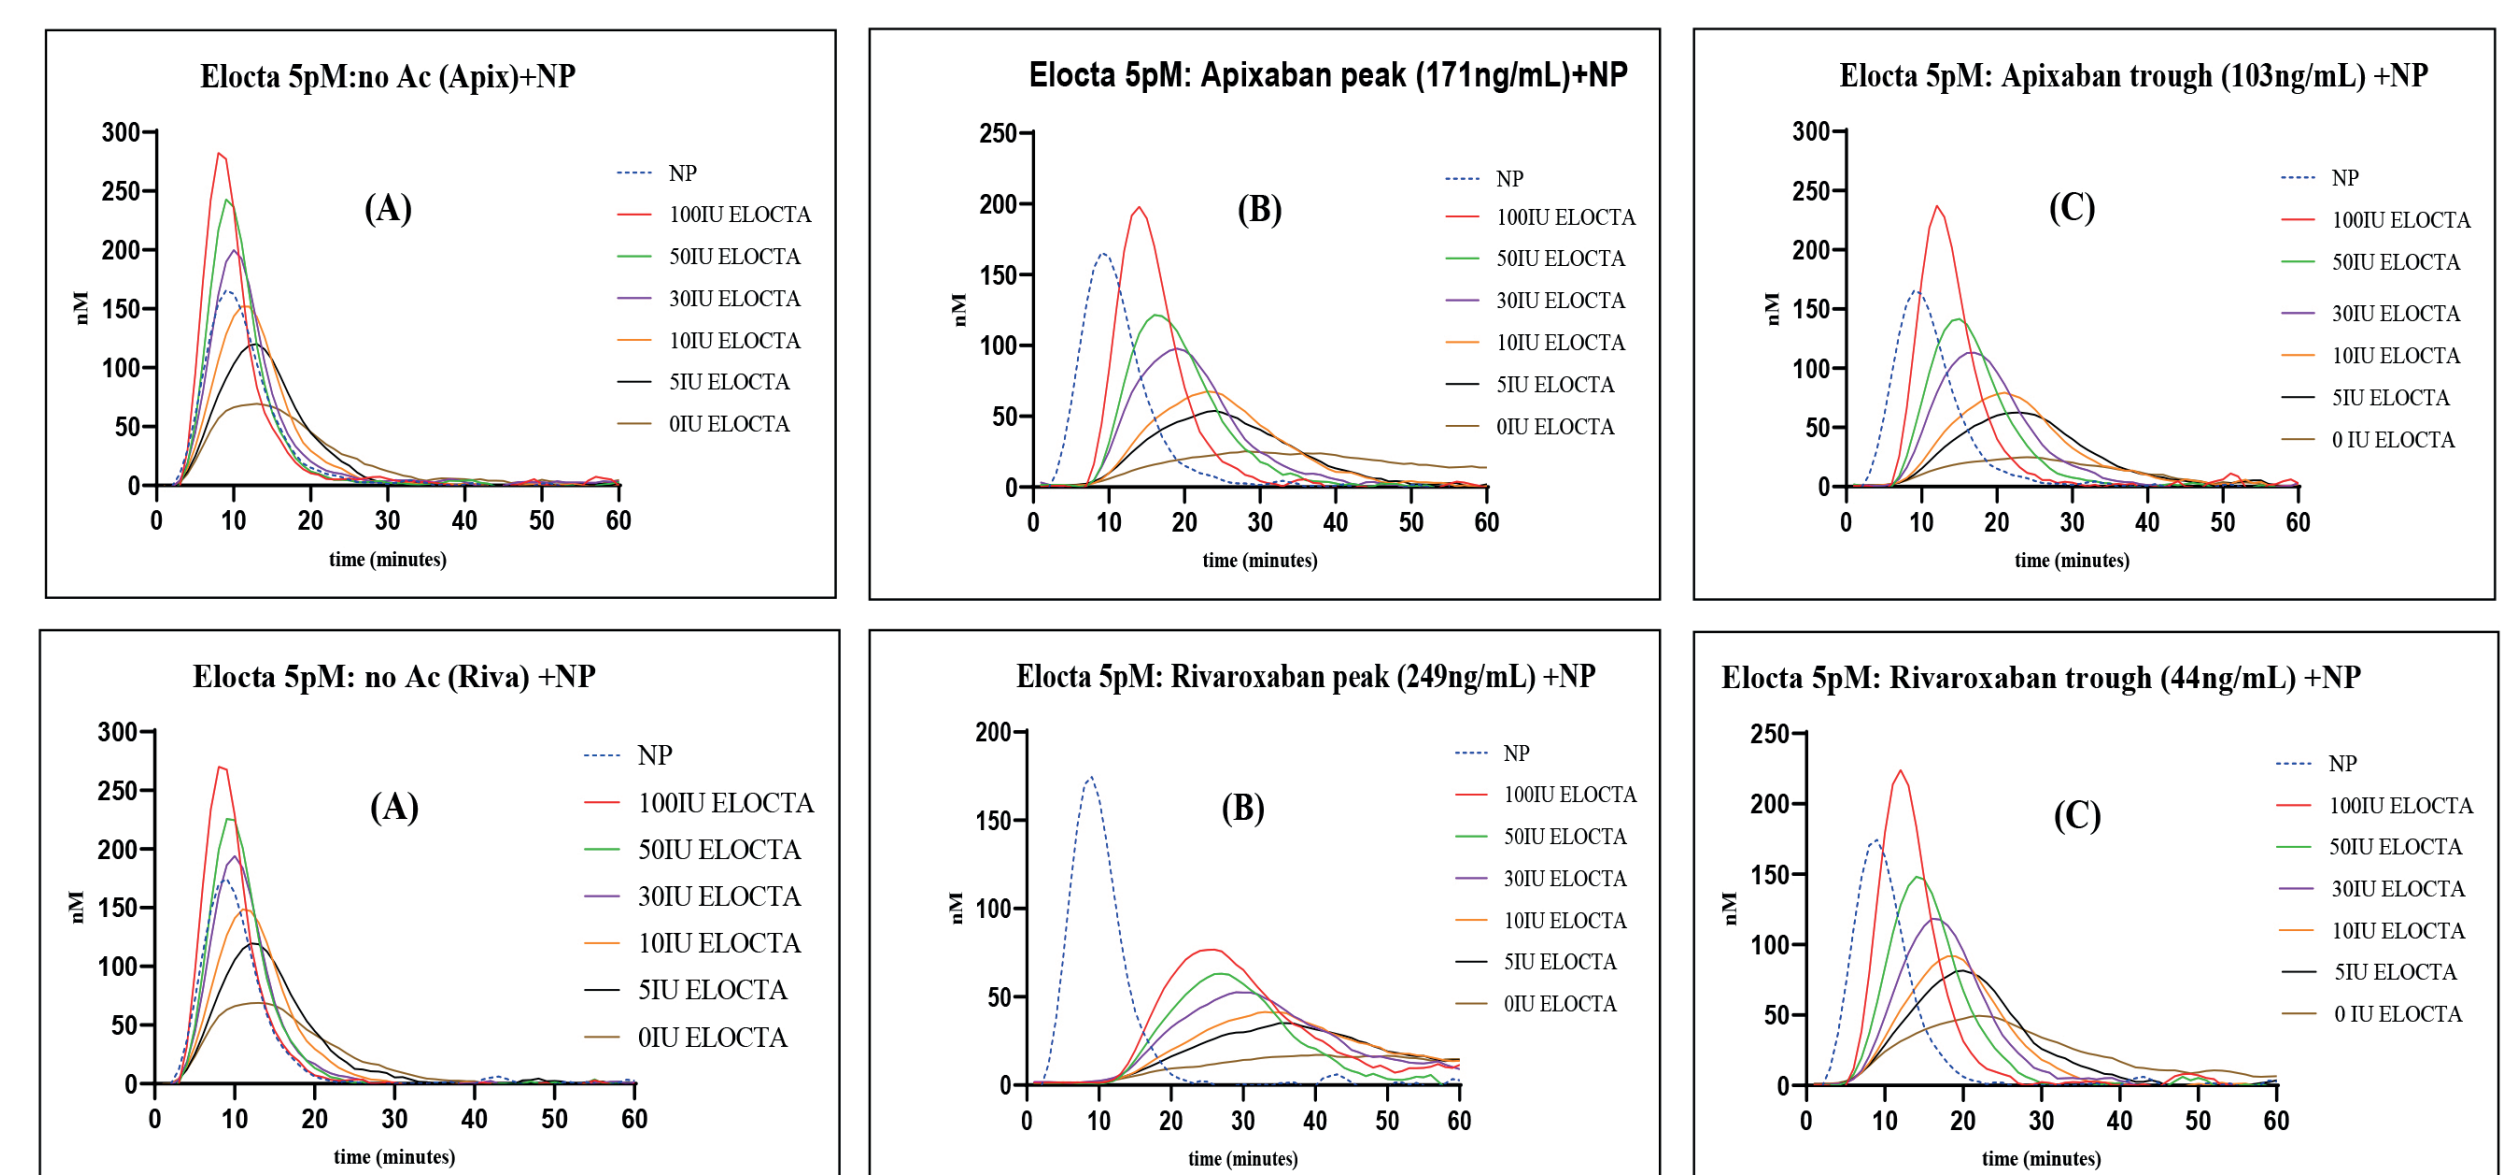 Elocta 5pM:no Ac (Apix)+NP
300
250
200
150
100
50
0
nM
(A)
NP
100IU ELOCTA
50IU ELOCTA
30IU ELOCTA
10IU ELOCTA
5IU ELOCTA
0IU ELOCTA
0 10 20 30 40 50 60
time (minutes)
Elocta 5pM: Apixaban peak (171ng/mL)+NP
250
200
150
100
50
0
nM
(B)
NP
100IU ELOCTA
50IU ELOCTA
30IU ELOCTA
10IU ELOCTA
5IU ELOCTA
0IU ELOCTA
0 10 20 30 40 50 60
time (minutes)
Elocta 5pM: Apixaban trough (103ng/mL) +NP
300
250
200
150
100
50
0
nM
(C)
NP
100IU ELOCTA
50IU ELOCTA
30IU ELOCTA
10IU ELOCTA
5IU ELOCTA
0 IU ELOCTA
0 10 20 30 40 50 60
time (minutes)
Elocta 5pM: no Ac (Riva) +NP
300
250
200
150
100
50
0
nM
(A)
NP
100IU ELOCTA
50IU ELOCTA
30IU ELOCTA
10IU ELOCTA
5IU ELOCTA
0IU ELOCTA
0 10 20 30 40 50 60
time (minutes)
Elocta 5pM: Rivaroxaban peak (249ng/mL) +NP
200
150
100
50
0
nM
(B)
NP
100IU ELOCTA
50IU ELOCTA
30IU ELOCTA
10IU ELOCTA
5IU ELOCTA
0IU ELOCTA
0 10 20 30 40 50 60
time (minutes)
Elocta 5pM: Rivaroxaban trough (44ng/mL) +NP
250
200
150
100
50
0
nM
(C)
NP
100IU ELOCTA
50IU ELOCTA
30IU ELOCTA
10IU ELOCTA
5IU ELOCTA
0 IU ELOCTA
0 10 20 30 40 50 60
time (minutes)